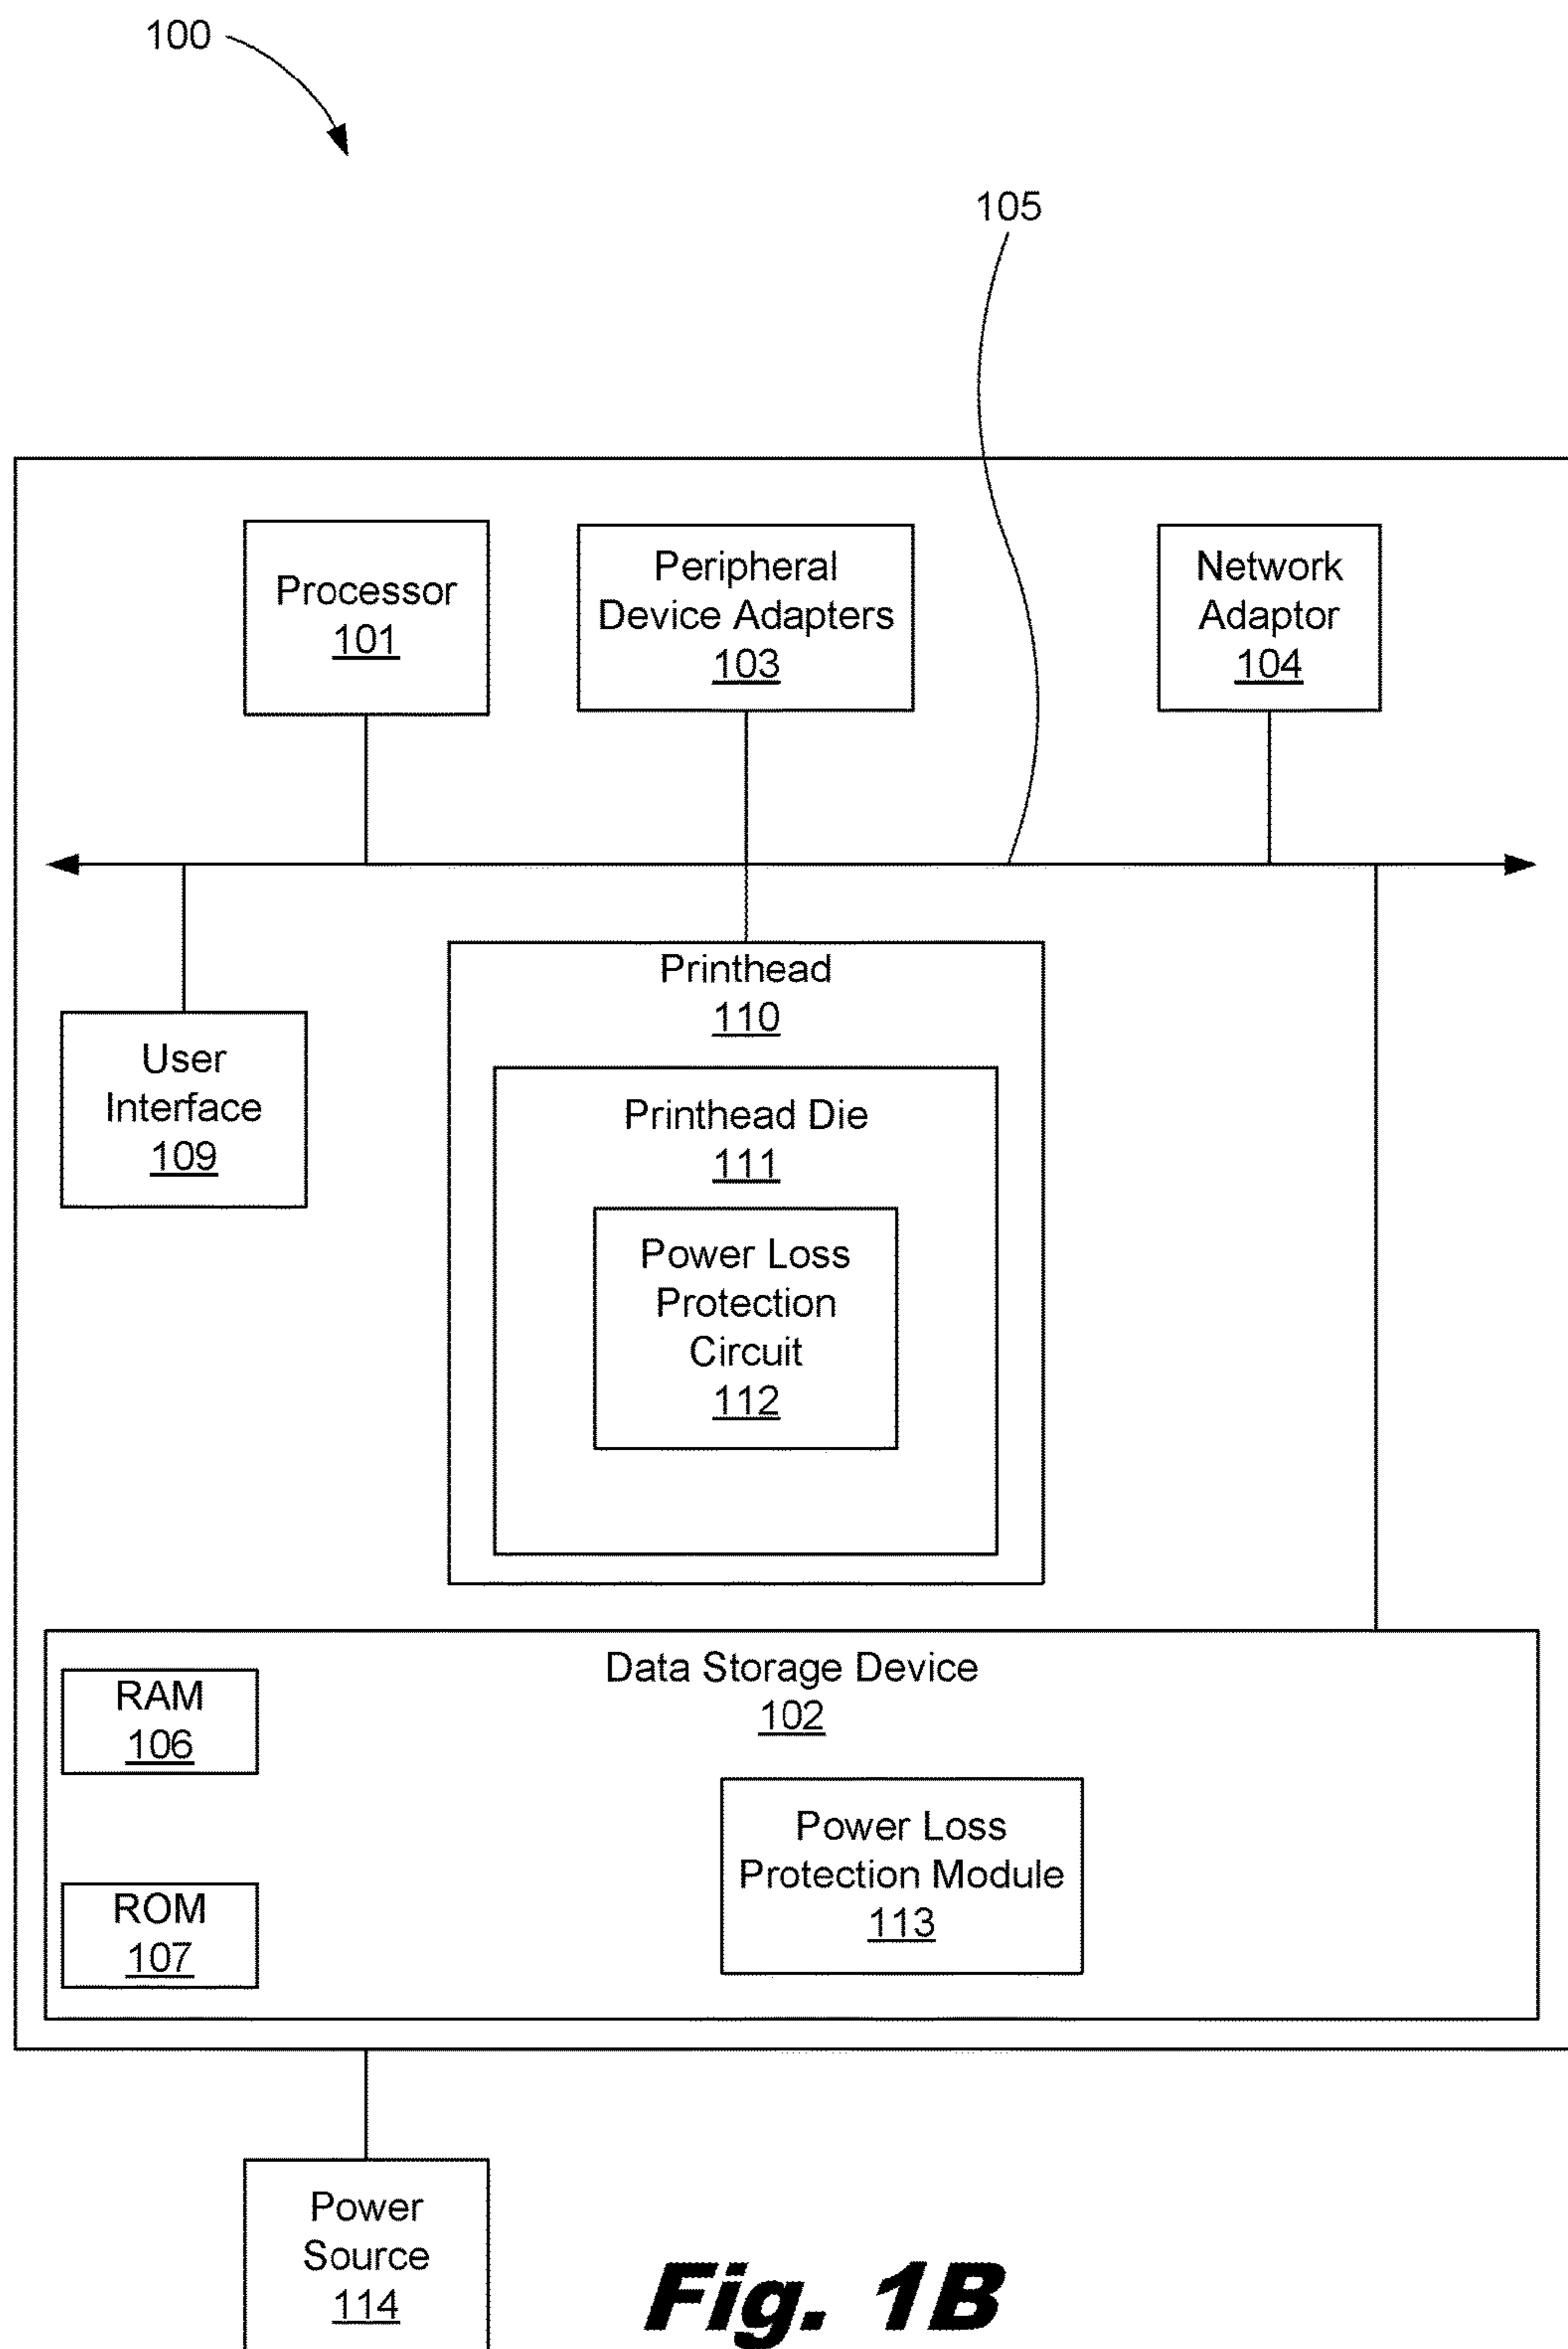 100
105
Processor
101
Peripheral
Device Adapters
103
Network
Adaptor
104
Printhead
110
User
Interface
109
Printhead Die
111
Power Loss
Protection
Circuit
112
Data Storage Device
102
RAM
106
Power Loss
Protection Module
113
ROM
107
Power
Source
114
Fig. 1B